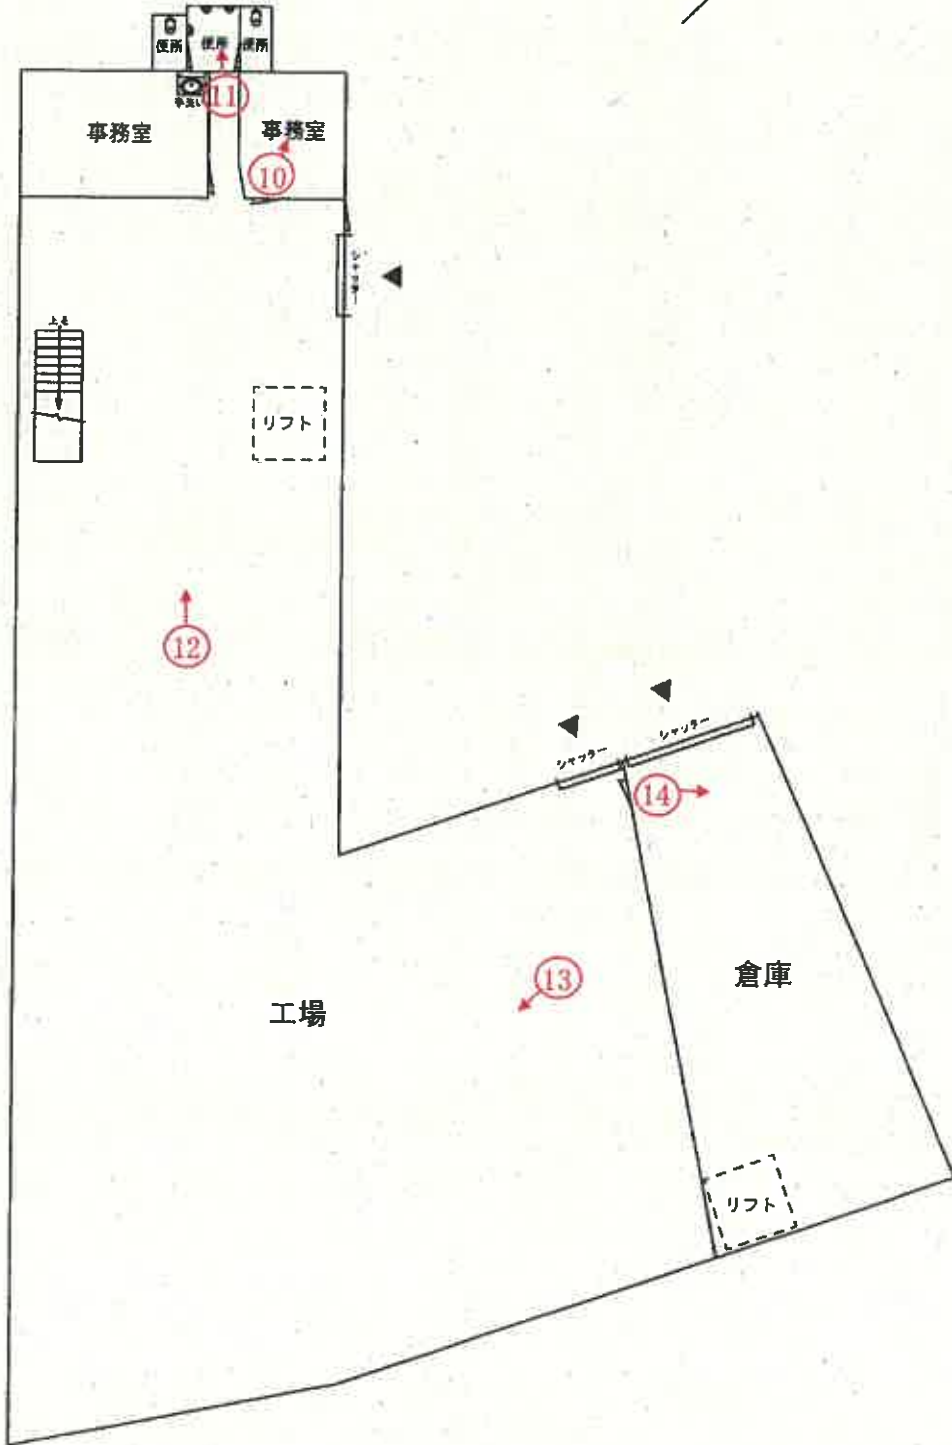 便所
便所
便所
手洗い
⑪
事務室
事務室
⑩
シャッター
上る
リフト
⑫
シャッター
シャッター
⑭
⑬
倉庫
工場
リフト